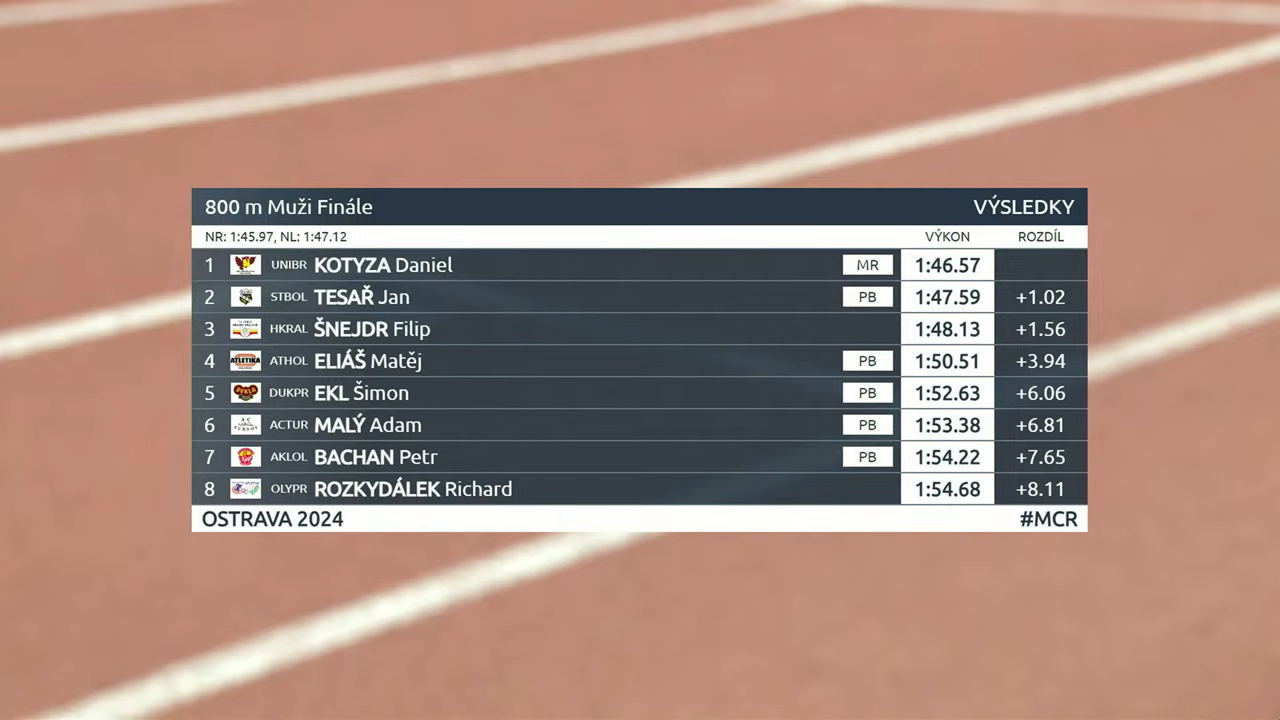 800 m Muži Finále VÝSLEDKY
NR: 1:45.97, NL: 1:47.12 VÝKON ROZDÍL
1 UNIBR KOTYZA Daniel MR 1:46.57
2 STBOL TESAŘ Jan PB 1:47.59 +1.02
3 HKRAL ŠNEJDR Filip 1:48.13 +1.56
4 ATLETIKA ATHOL ELIÁŠ Matěj PB 1:50.51 +3.94
5 DUKPR EKL Šimon PB 1:52.63 +6.06
6 ACTUR MALÝ Adam PB 1:53.38 +6.81
7 AKLOL BACHAN Petr PB 1:54.22 +7.65
8 OLYPR ROZKYDÁLEK Richard 1:54.68 +8.11
OSTRAVA 2024 #MCR